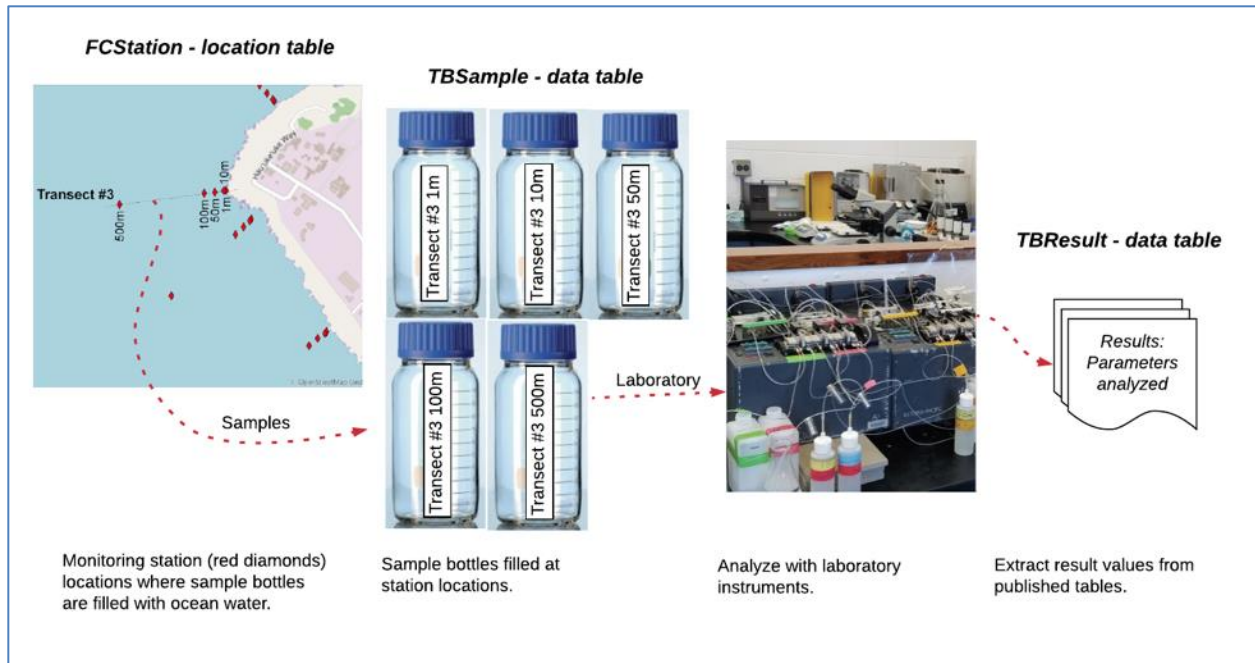 FCStation - location table
TBSample - data table
TBResult - data table
Transect #3
500m
100m
50m
1m
10m
Transect #3 1m
Transect #3 10m
Transect #3 50m
Transect #3 100m
Transect #3 500m
Samples
Laboratory
Results:
Parameters
analyzed
Monitoring station (red diamonds)
locations where sample bottles
are filled with ocean water.
Sample bottles filled at
station locations.
Analyze with laboratory
instruments.
Extract result values from
published tables.